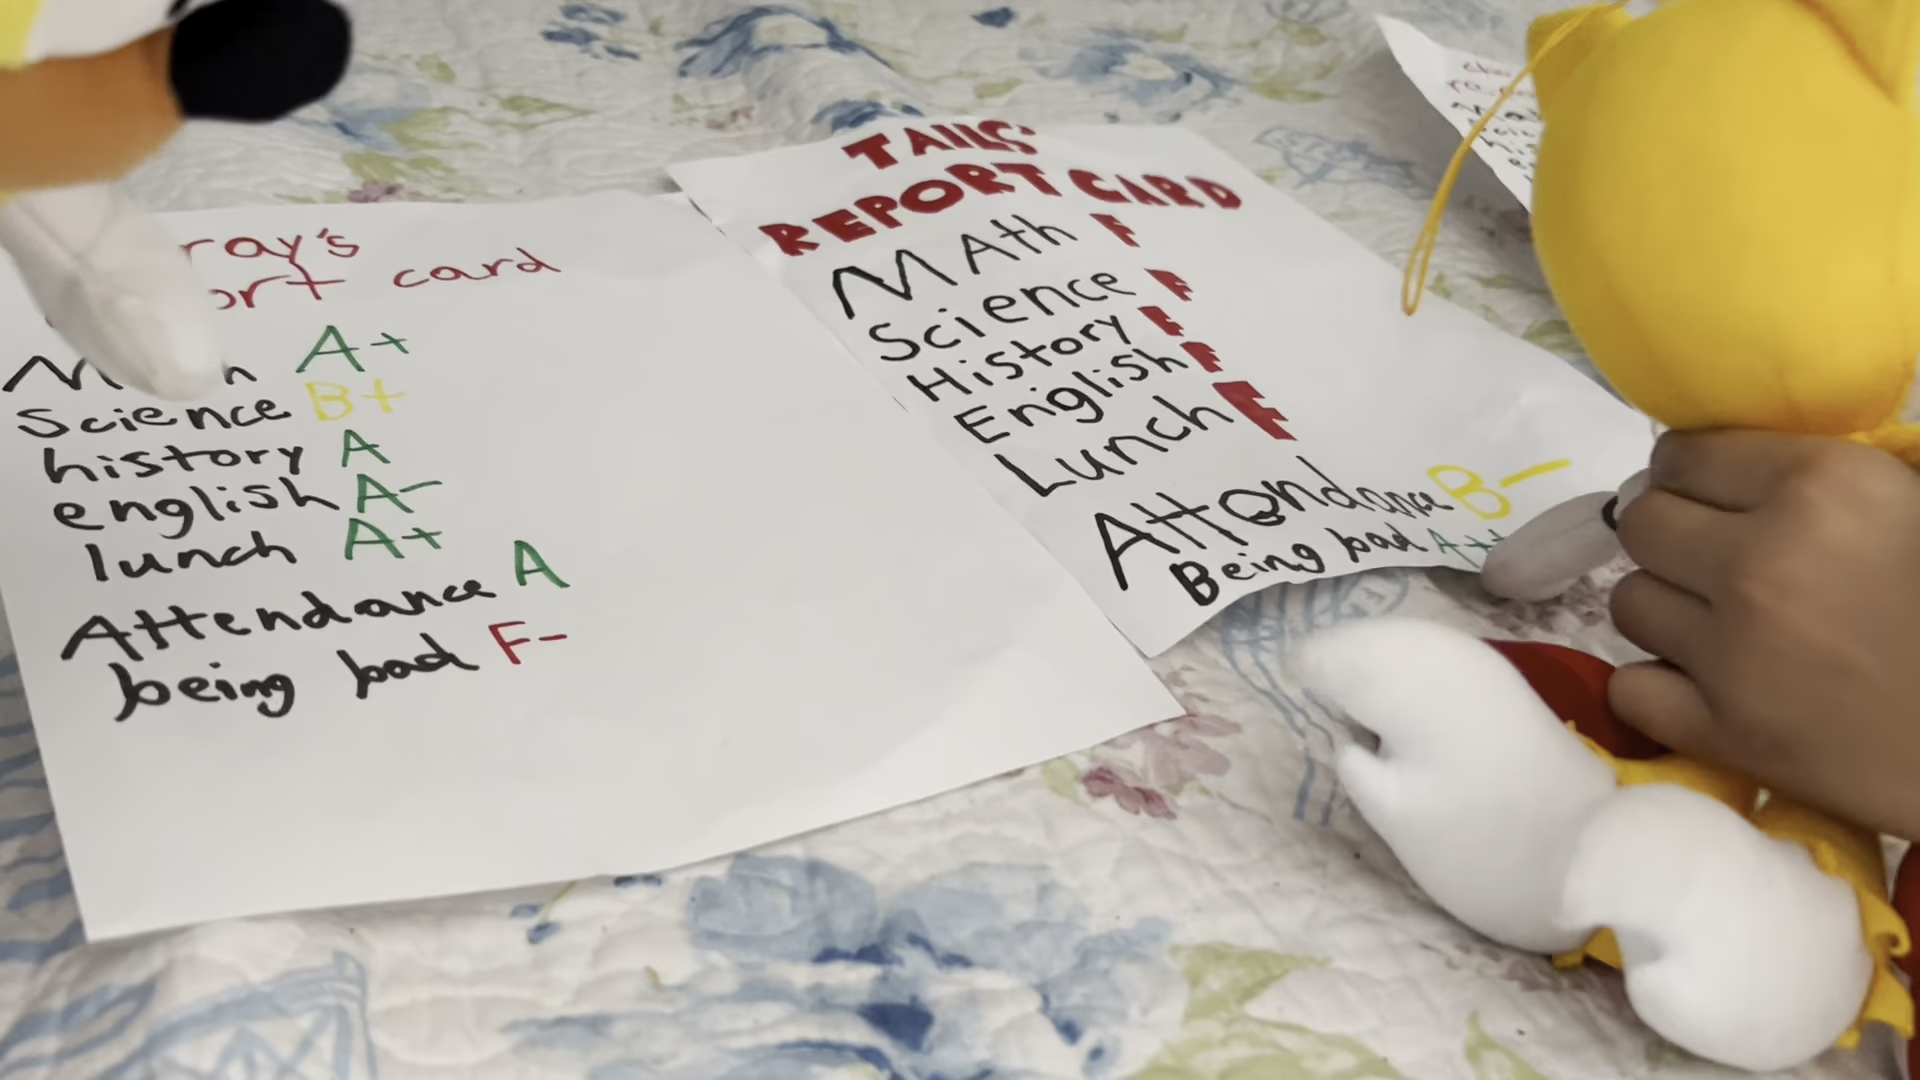 ray's
ort card
A+
Science B+
history A
english A-
lunch A+
Attendance A
being bad F-
TAILS'
REPORT CARD
MAth F
Science F
History F
English F
Lunch F
Attendance B-
Being bad A++